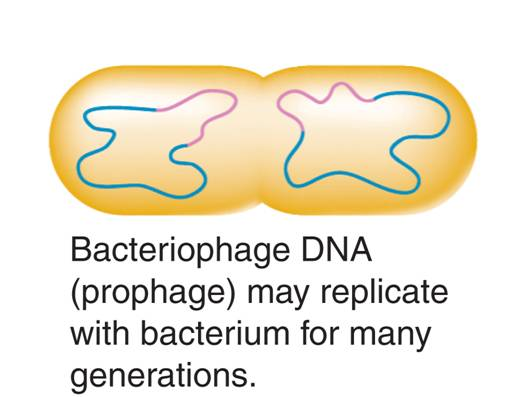 Bacteriophage DNA
(prophage) may replicate
with bacterium for many
generations.